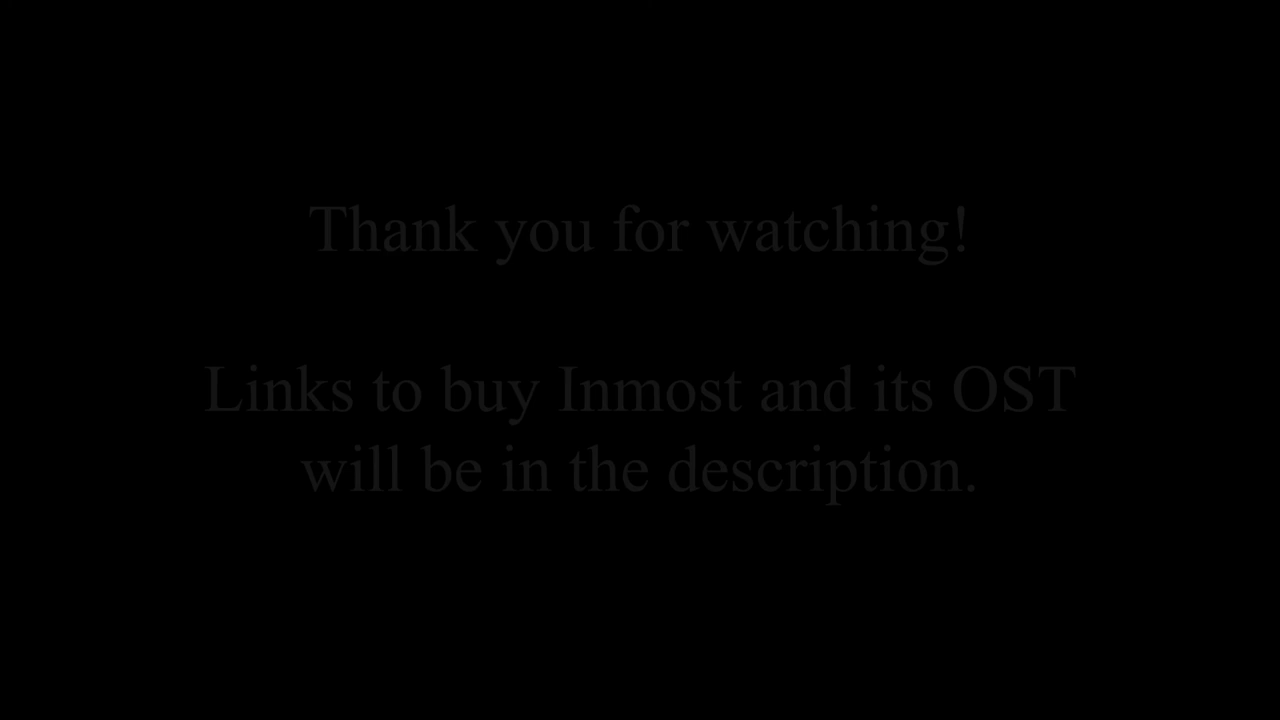 Thank you for watching!
Links to buy Inmost and its OST
will be in the description.